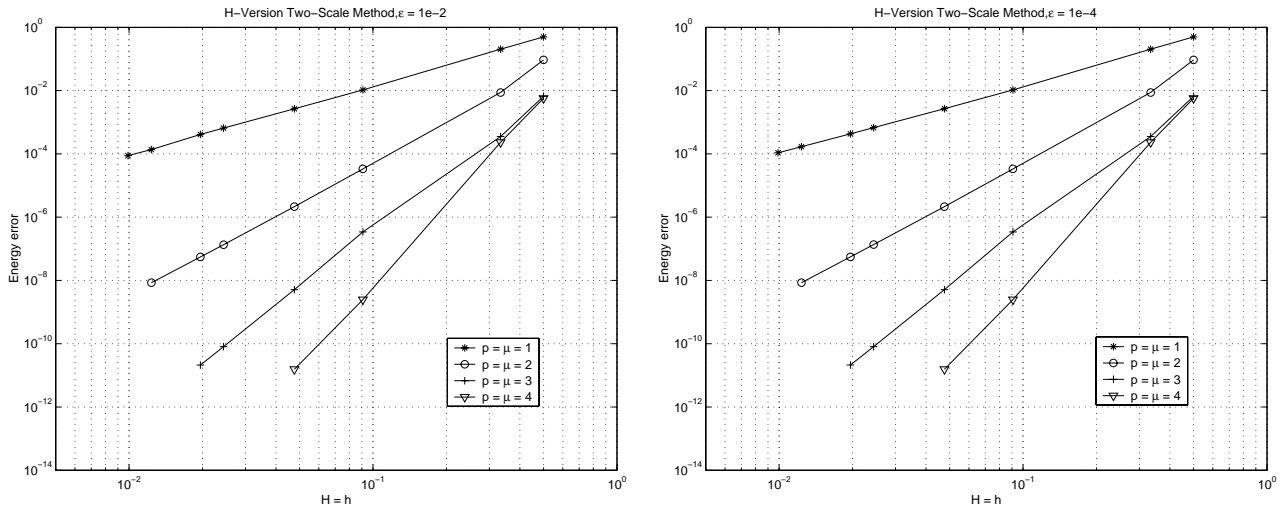 H−Version Two−Scale Method,ε = 1e−2
10^0
10^−2
10^−4
10^−6
10^−8
10^−10
10^−12
10^−14
Energy error
10^−2
10^−1
10^0
H = h
p = μ = 1
p = μ = 2
p = μ = 3
p = μ = 4
H−Version Two−Scale Method,ε = 1e−4
10^0
10^−2
10^−4
10^−6
10^−8
10^−10
10^−12
10^−14
Energy error
10^−2
10^−1
10^0
H = h
p = μ = 1
p = μ = 2
p = μ = 3
p = μ = 4